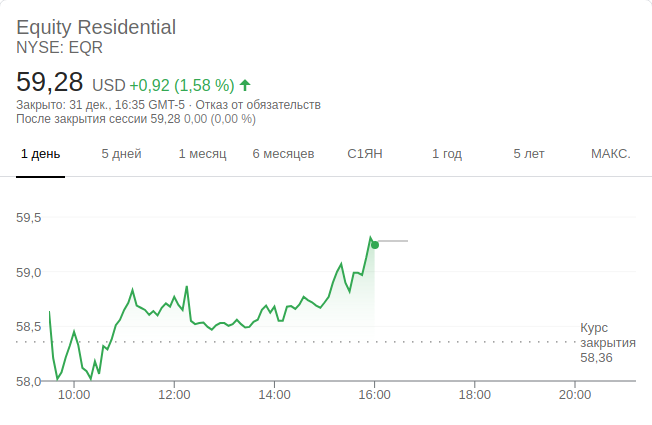 Equity Residential
NYSE: EQR
59,28 USD +0,92 (1,58 %)
Закрыто: 31 дек., 16:35 GMT-5 · Отказ от обязательств
После закрытия сессии 59,28 0,00 (0,00 %)
1 день 5 дней 1 месяц 6 месяцев С1ЯН 1 год 5 лет МАКС.
59,5
59,0
58,5
Курс
закрытия
58,36
58,0
10:00 12:00 14:00 16:00 18:00 20:00